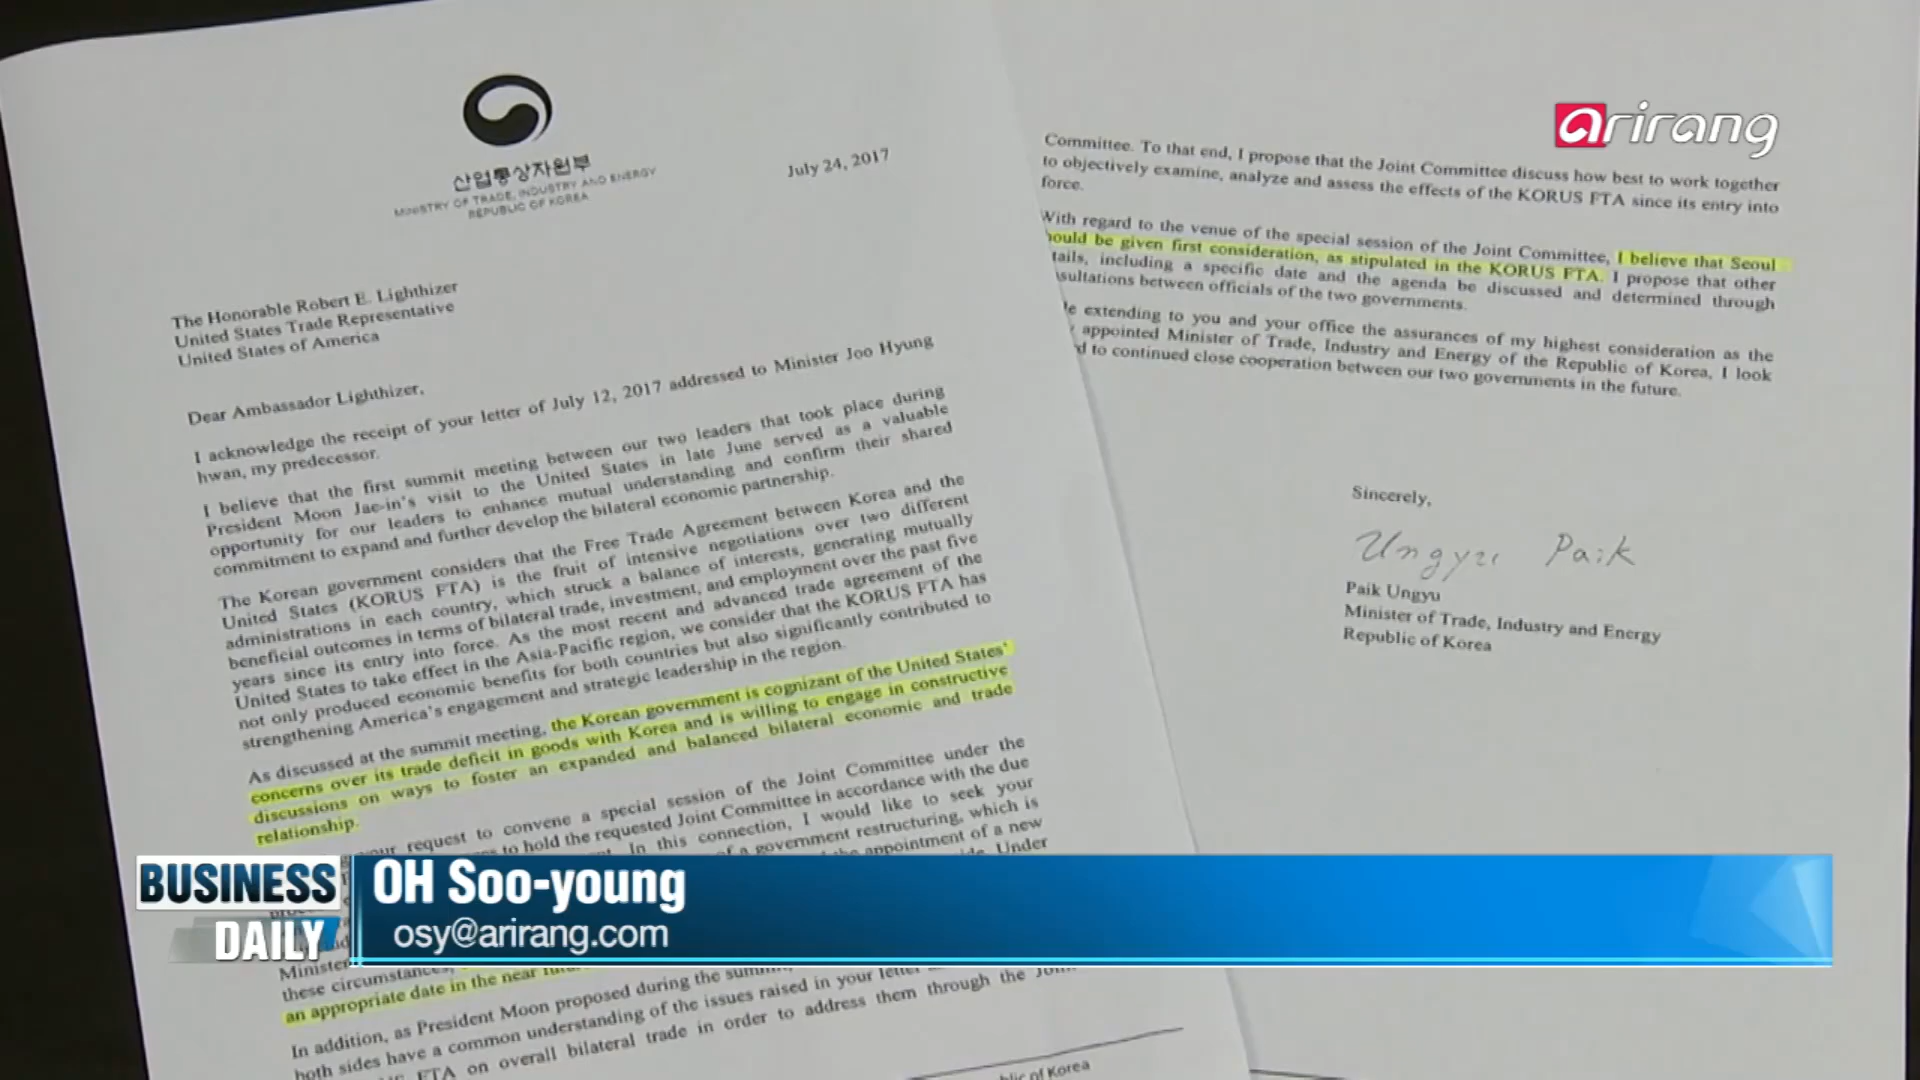 산업통상자원부
MINISTRY OF TRADE, INDUSTRY AND ENERGY
REPUBLIC OF KOREA
July 24, 2017
The Honorable Robert E. Lighthizer
United States Trade Representative
United States of America
Dear Ambassador Lighthizer,
I acknowledge the receipt of your letter of July 12, 2017 addressed to Minister Joo Hyung
hwan, my predecessor.
I believe that the first summit meeting between our two leaders that took place during
President Moon Jae-in's visit to the United States in late June served as a valuable
opportunity for our leaders to enhance mutual understanding and confirm their shared
commitment to expand and further develop the bilateral economic partnership.
The Korean government considers that the Free Trade Agreement between Korea and the
United States (KORUS FTA) is the fruit of intensive negotiations over two different
administrations in each country, which struck a balance of interests, generating mutually
beneficial outcomes in terms of bilateral trade, investment, and employment over the past five
years since its entry into force. As the most recent and advanced trade agreement of the
United States to take effect in the Asia-Pacific region, we consider that the KORUS FTA has
not only produced economic benefits for both countries but also significantly contributed to
strengthening America's engagement and strategic leadership in the region.
As discussed at the summit meeting, the Korean government is cognizant of the United States'
concerns over its trade deficit in goods with Korea and is willing to engage in constructive
discussions on ways to foster an expanded and balanced bilateral economic and trade
relationship.
your request to convene a special session of the Joint Committee under the
to hold the requested Joint Committee in accordance with the due
In this connection, I would like to seek your
of a government restructuring, which is
the appointment of a new
Under
Minister
these circumstances,
an appropriate date in the near
In addition, as President Moon proposed during the
both sides have a common understanding of the issues raised in your letter
FTA on overall bilateral trade in order to address them through the
of Korea
arirang
Committee. To that end, I propose that the Joint Committee discuss how best to work together
to objectively examine, analyze and assess the effects of the KORUS FTA since its entry into
force.
With regard to the venue of the special session of the Joint Committee, I believe that Seoul
ould be given first consideration, as stipulated in the KORUS FTA. I propose that other
tails, including a specific date and the agenda be discussed and determined through
sultations between officials of the two governments.
e extending to you and your office the assurances of my highest consideration as the
appointed Minister of Trade, Industry and Energy of the Republic of Korea, I look
d to continued close cooperation between our two governments in the future.
Sincerely,
Ungyu Paik
Paik Ungyu
Minister of Trade, Industry and Energy
Republic of Korea
BUSINESS
DAILY
OH Soo-young
osy@arirang.com